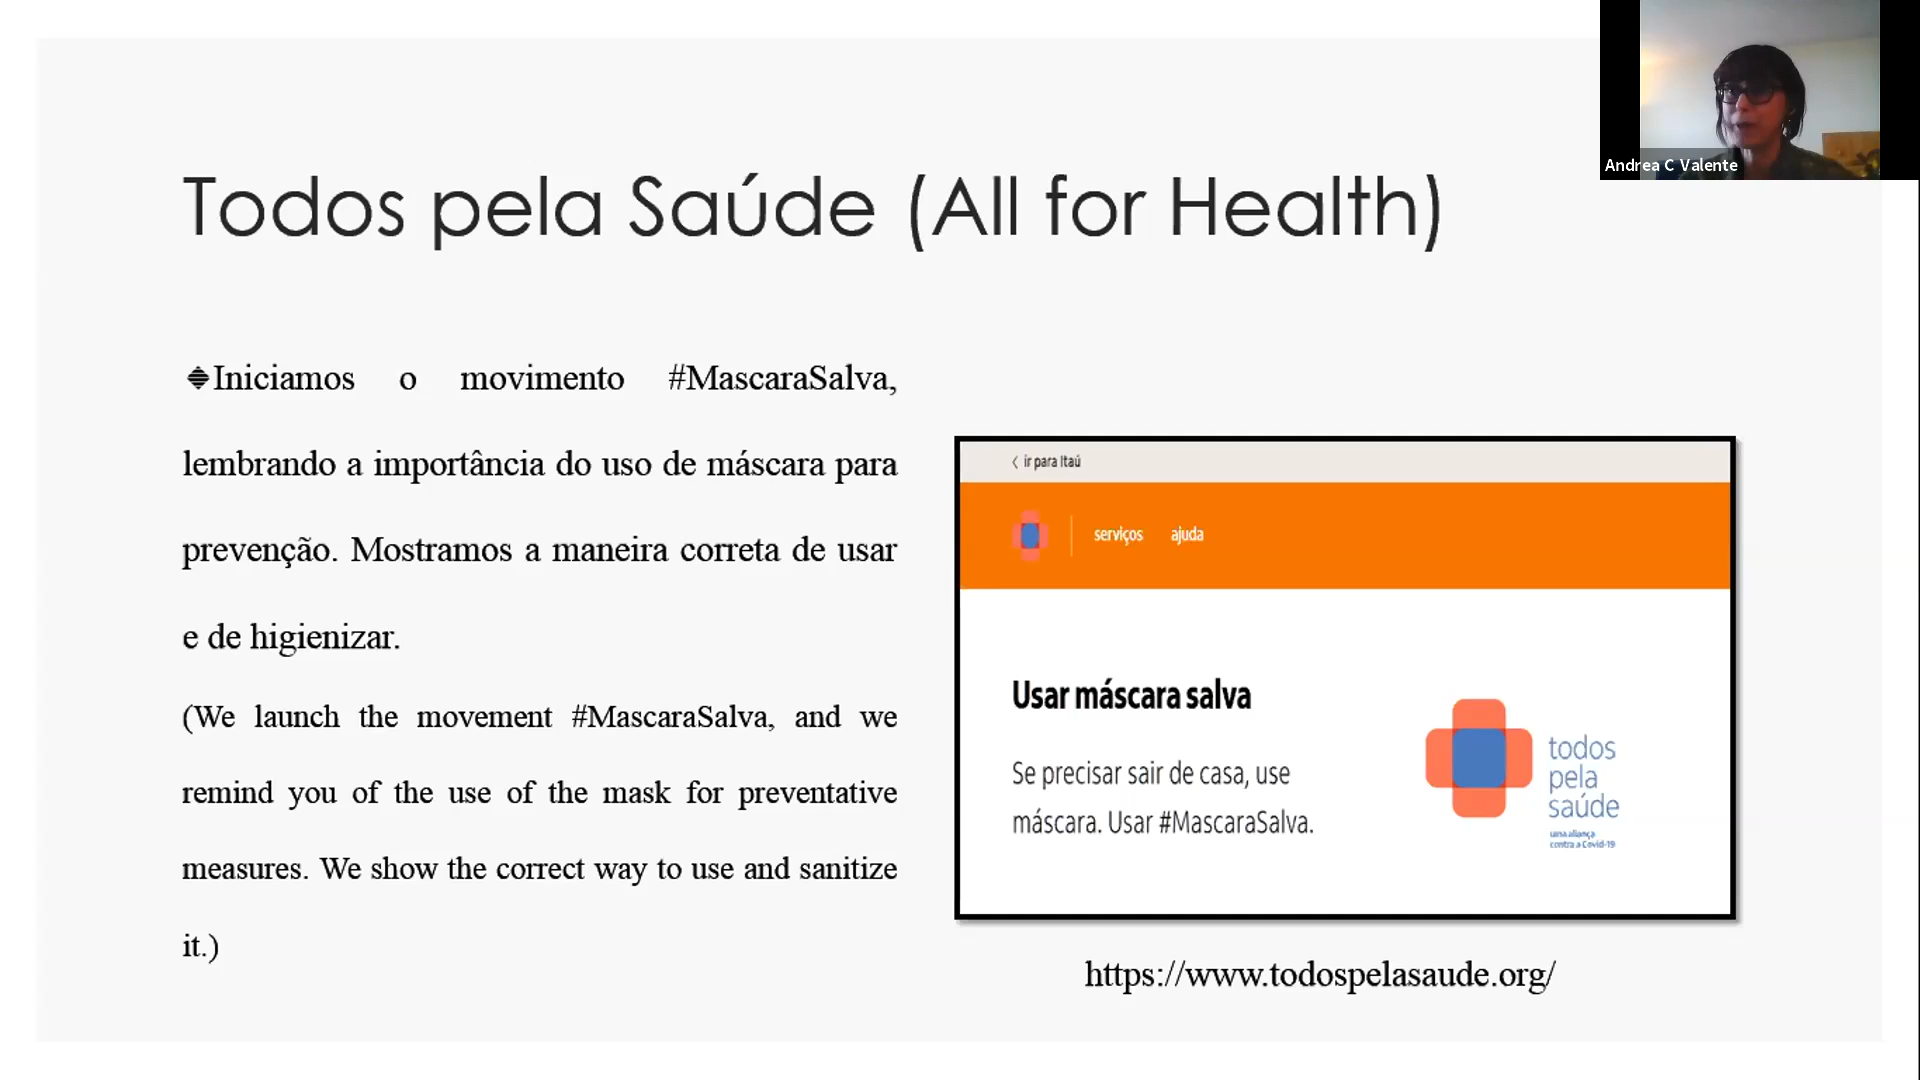 Andrea C Valente
Todos pela Saúde (All for Health)
Iniciamos o movimento #MascaraSalva,
lembrando a importância do uso de máscara para
prevenção. Mostramos a maneira correta de usar
e de higienizar.
(We launch the movement #MascaraSalva, and we
remind you of the use of the mask for preventative
measures. We show the correct way to use and sanitize
it.)
ir para Itaú
serviços ajuda
Usar máscara salva
Se precisar sair de casa, use
máscara. Usar #MascaraSalva.
todos
pela
saúde
uma aliança
contra a Covid-19
https://www.todospelasaude.org/